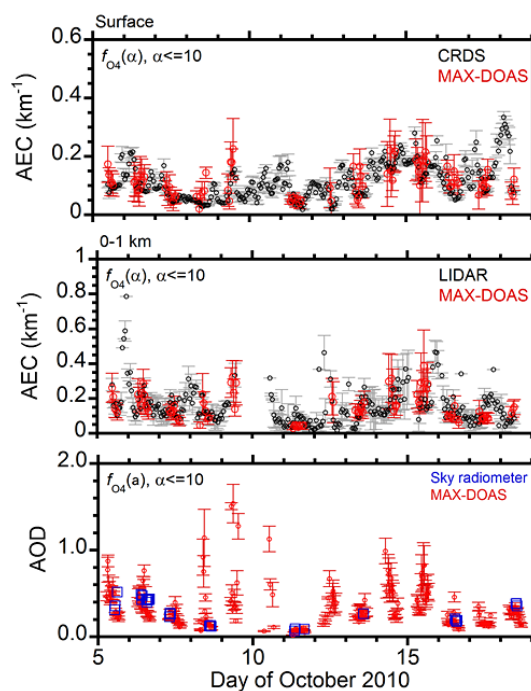 Surface
f_O4(α), α<=10
CRDS
MAX-DOAS
AEC (km⁻¹)
0.6
0.4
0.2
0
0-1 km
f_O4(α), α<=10
LIDAR
MAX-DOAS
AEC (km⁻¹)
1
0.8
0.6
0.4
0.2
0
f_O4(a), α<=10
Sky radiometer
MAX-DOAS
AOD
2.0
1.0
0.0
5
10
15
Day of October 2010